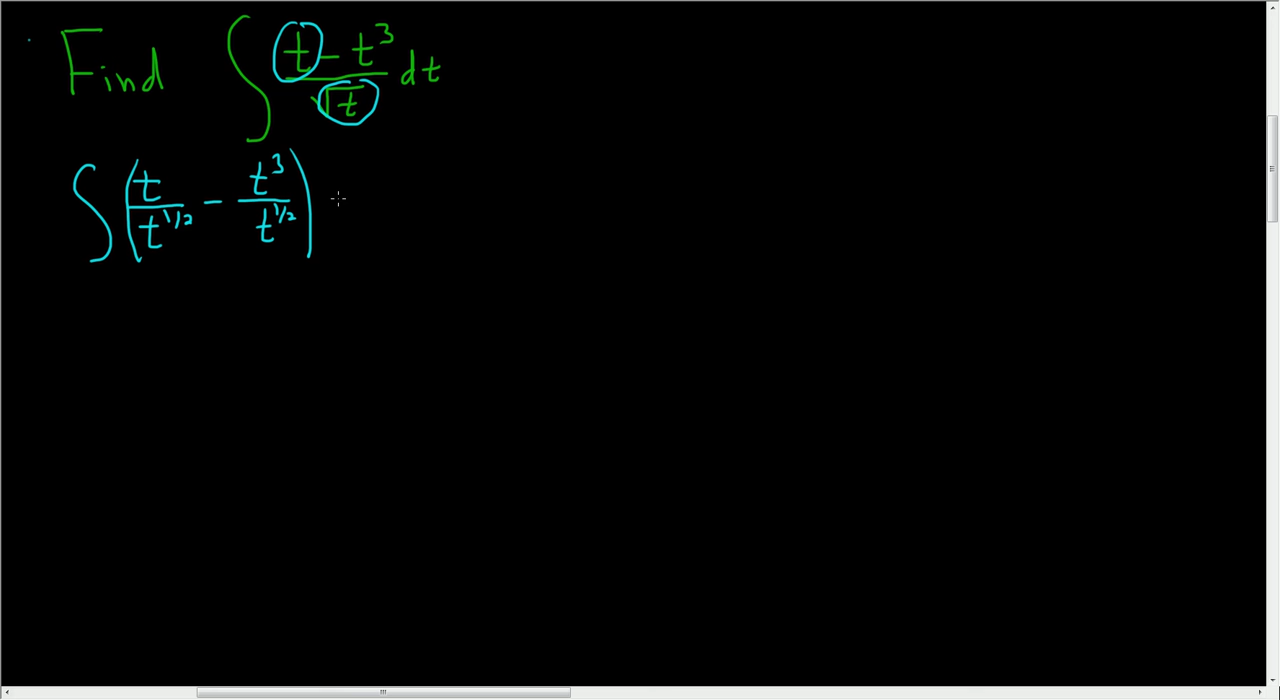 Find ∫ (t - t³)/√t dt
∫ (t/t^(1/2) - t³/t^(1/2))